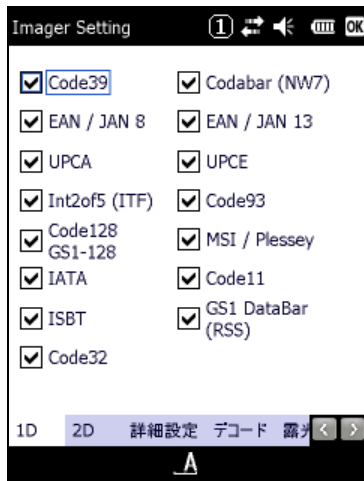 Imager Setting 1 OK
Code39 Codabar (NW7)
EAN / JAN 8 EAN / JAN 13
UPCA UPCE
Int2of5 (ITF) Code93
Code128
GS1-128
MSI / Plessey
IATA Code11
ISBT
GS1 DataBar
(RSS)
Code32
1D 2D 詳細設定 デコード 露
A